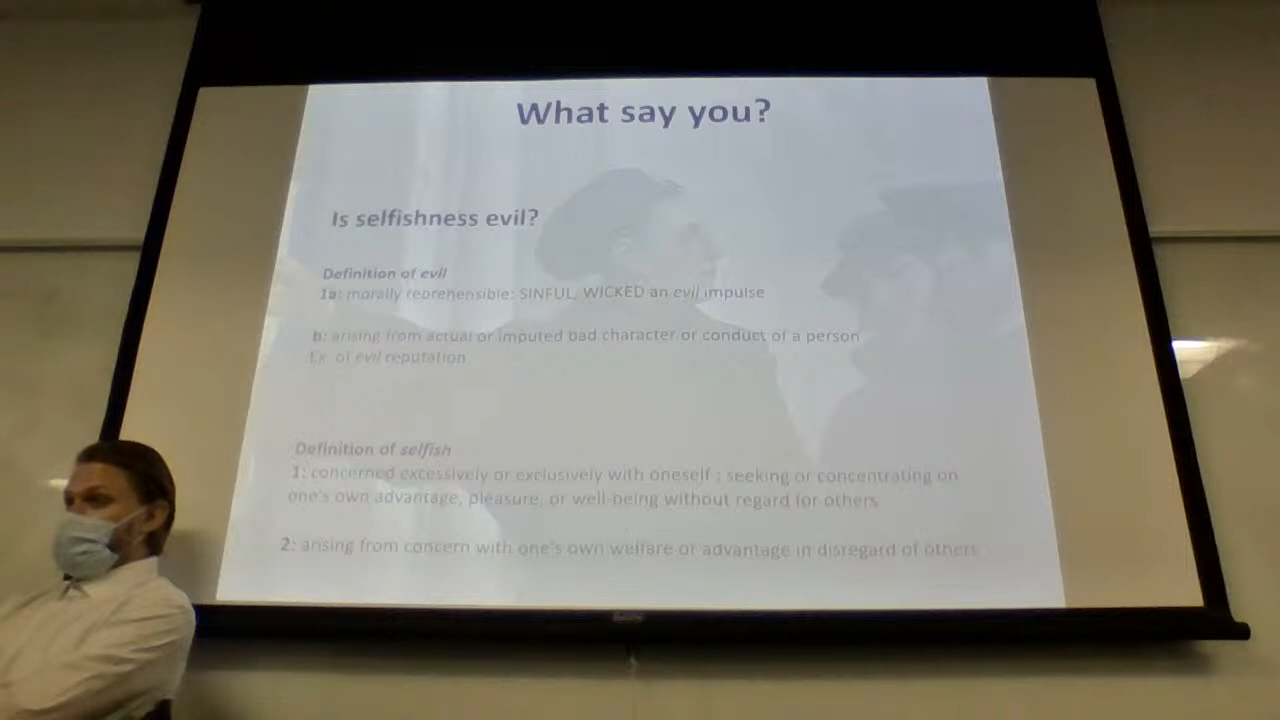 What say you?
Is selfishness evil?
Definition of evil
1a: morally reprehensible: SINFUL, WICKED an evil impulse
b: arising from actual or imputed bad character or conduct of a person
Ex. of evil reputation
Definition of selfish
1: concerned excessively or exclusively with oneself : seeking or concentrating on
one's own advantage, pleasure, or well-being without regard for others
2: arising from concern with one's own welfare or advantage in disregard of others